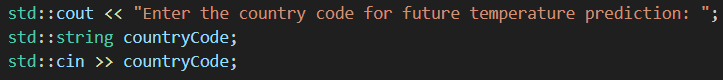 std::cout << "Enter the country code for future temperature prediction: ";
std::string countryCode;
std::cin >> countryCode;